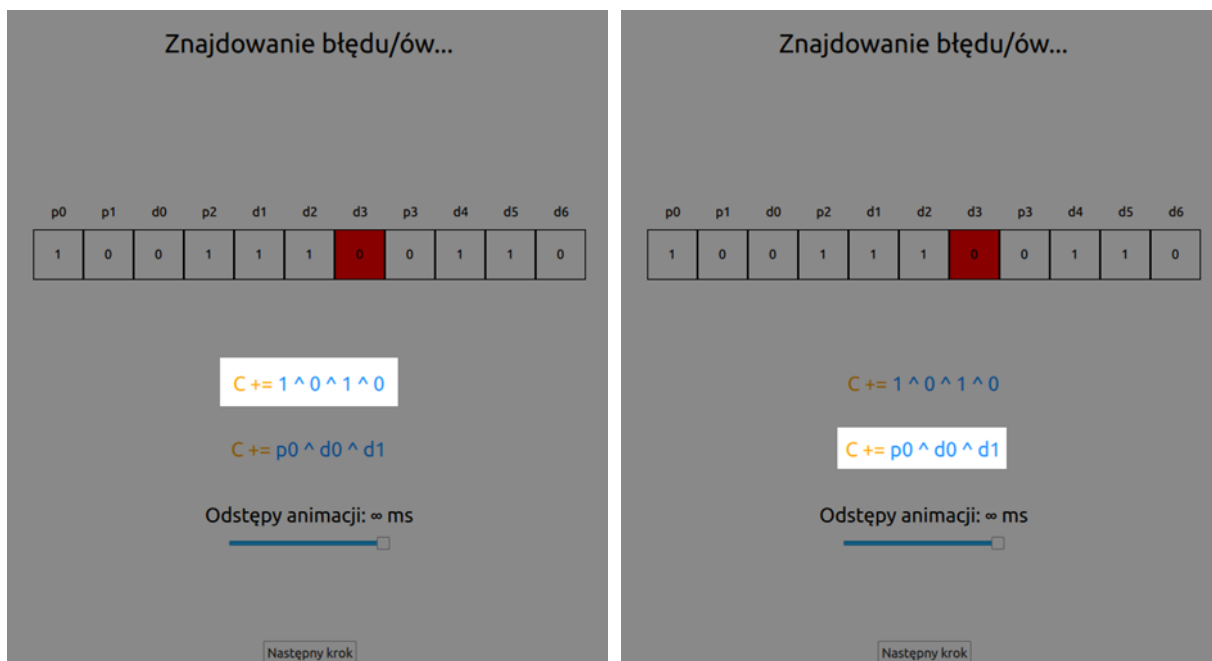 Znajdowanie błędu/ów...
p0 p1 d0 p2 d1 d2 d3 p3 d4 d5 d6
1 0 0 1 1 1 0 0 1 1 0
C += 1 ^ 0 ^ 1 ^ 0
C += p0 ^ d0 ^ d1
Odstępy animacji: ∞ ms
Następny krok
Znajdowanie błędu/ów...
p0 p1 d0 p2 d1 d2 d3 p3 d4 d5 d6
1 0 0 1 1 1 0 0 1 1 0
C += 1 ^ 0 ^ 1 ^ 0
C += p0 ^ d0 ^ d1
Odstępy animacji: ∞ ms
Następny krok